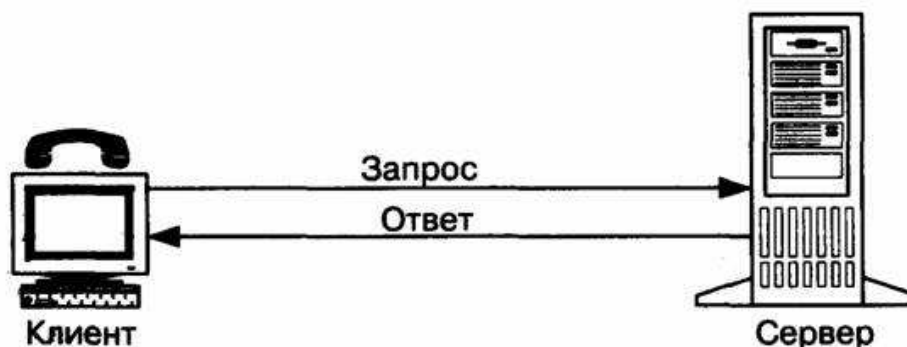 Запрос
Ответ
Клиент
Сервер